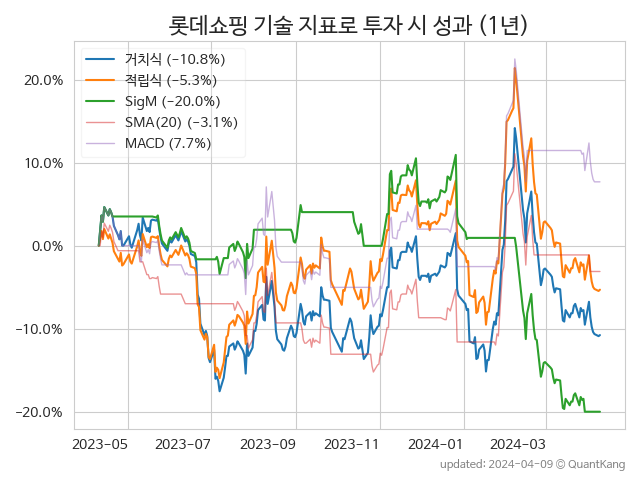 롯데쇼핑 기술 지표로 투자 시 성과 (1년)
거치식 (−10.8%)
적립식 (−5.3%)
SigM (−20.0%)
SMA(20) (−3.1%)
MACD (7.7%)
20.0%
10.0%
0.0%
−10.0%
−20.0%
2023-05 2023-07 2023-09 2023-11 2024-01 2024-03
updated: 2024-04-09 ⓒ QuantKang